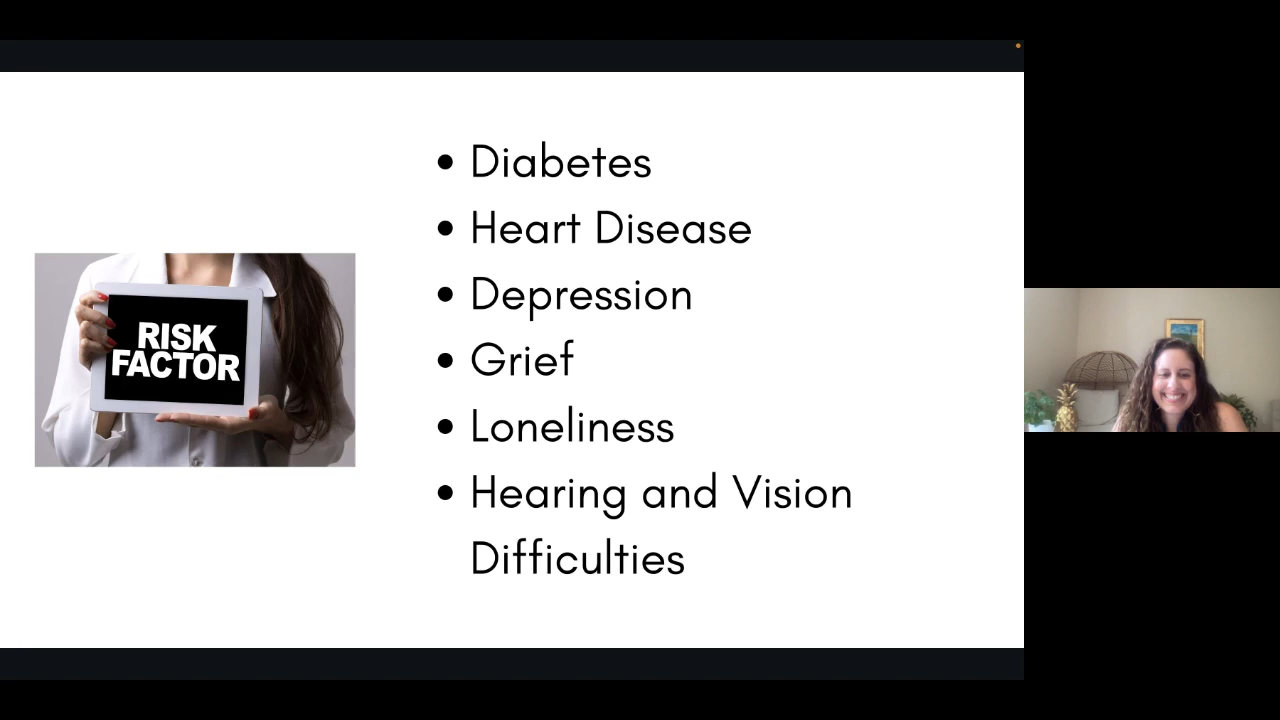 RISK
FACTOR
• Diabetes
• Heart Disease
• Depression
• Grief
• Loneliness
• Hearing and Vision
Difficulties